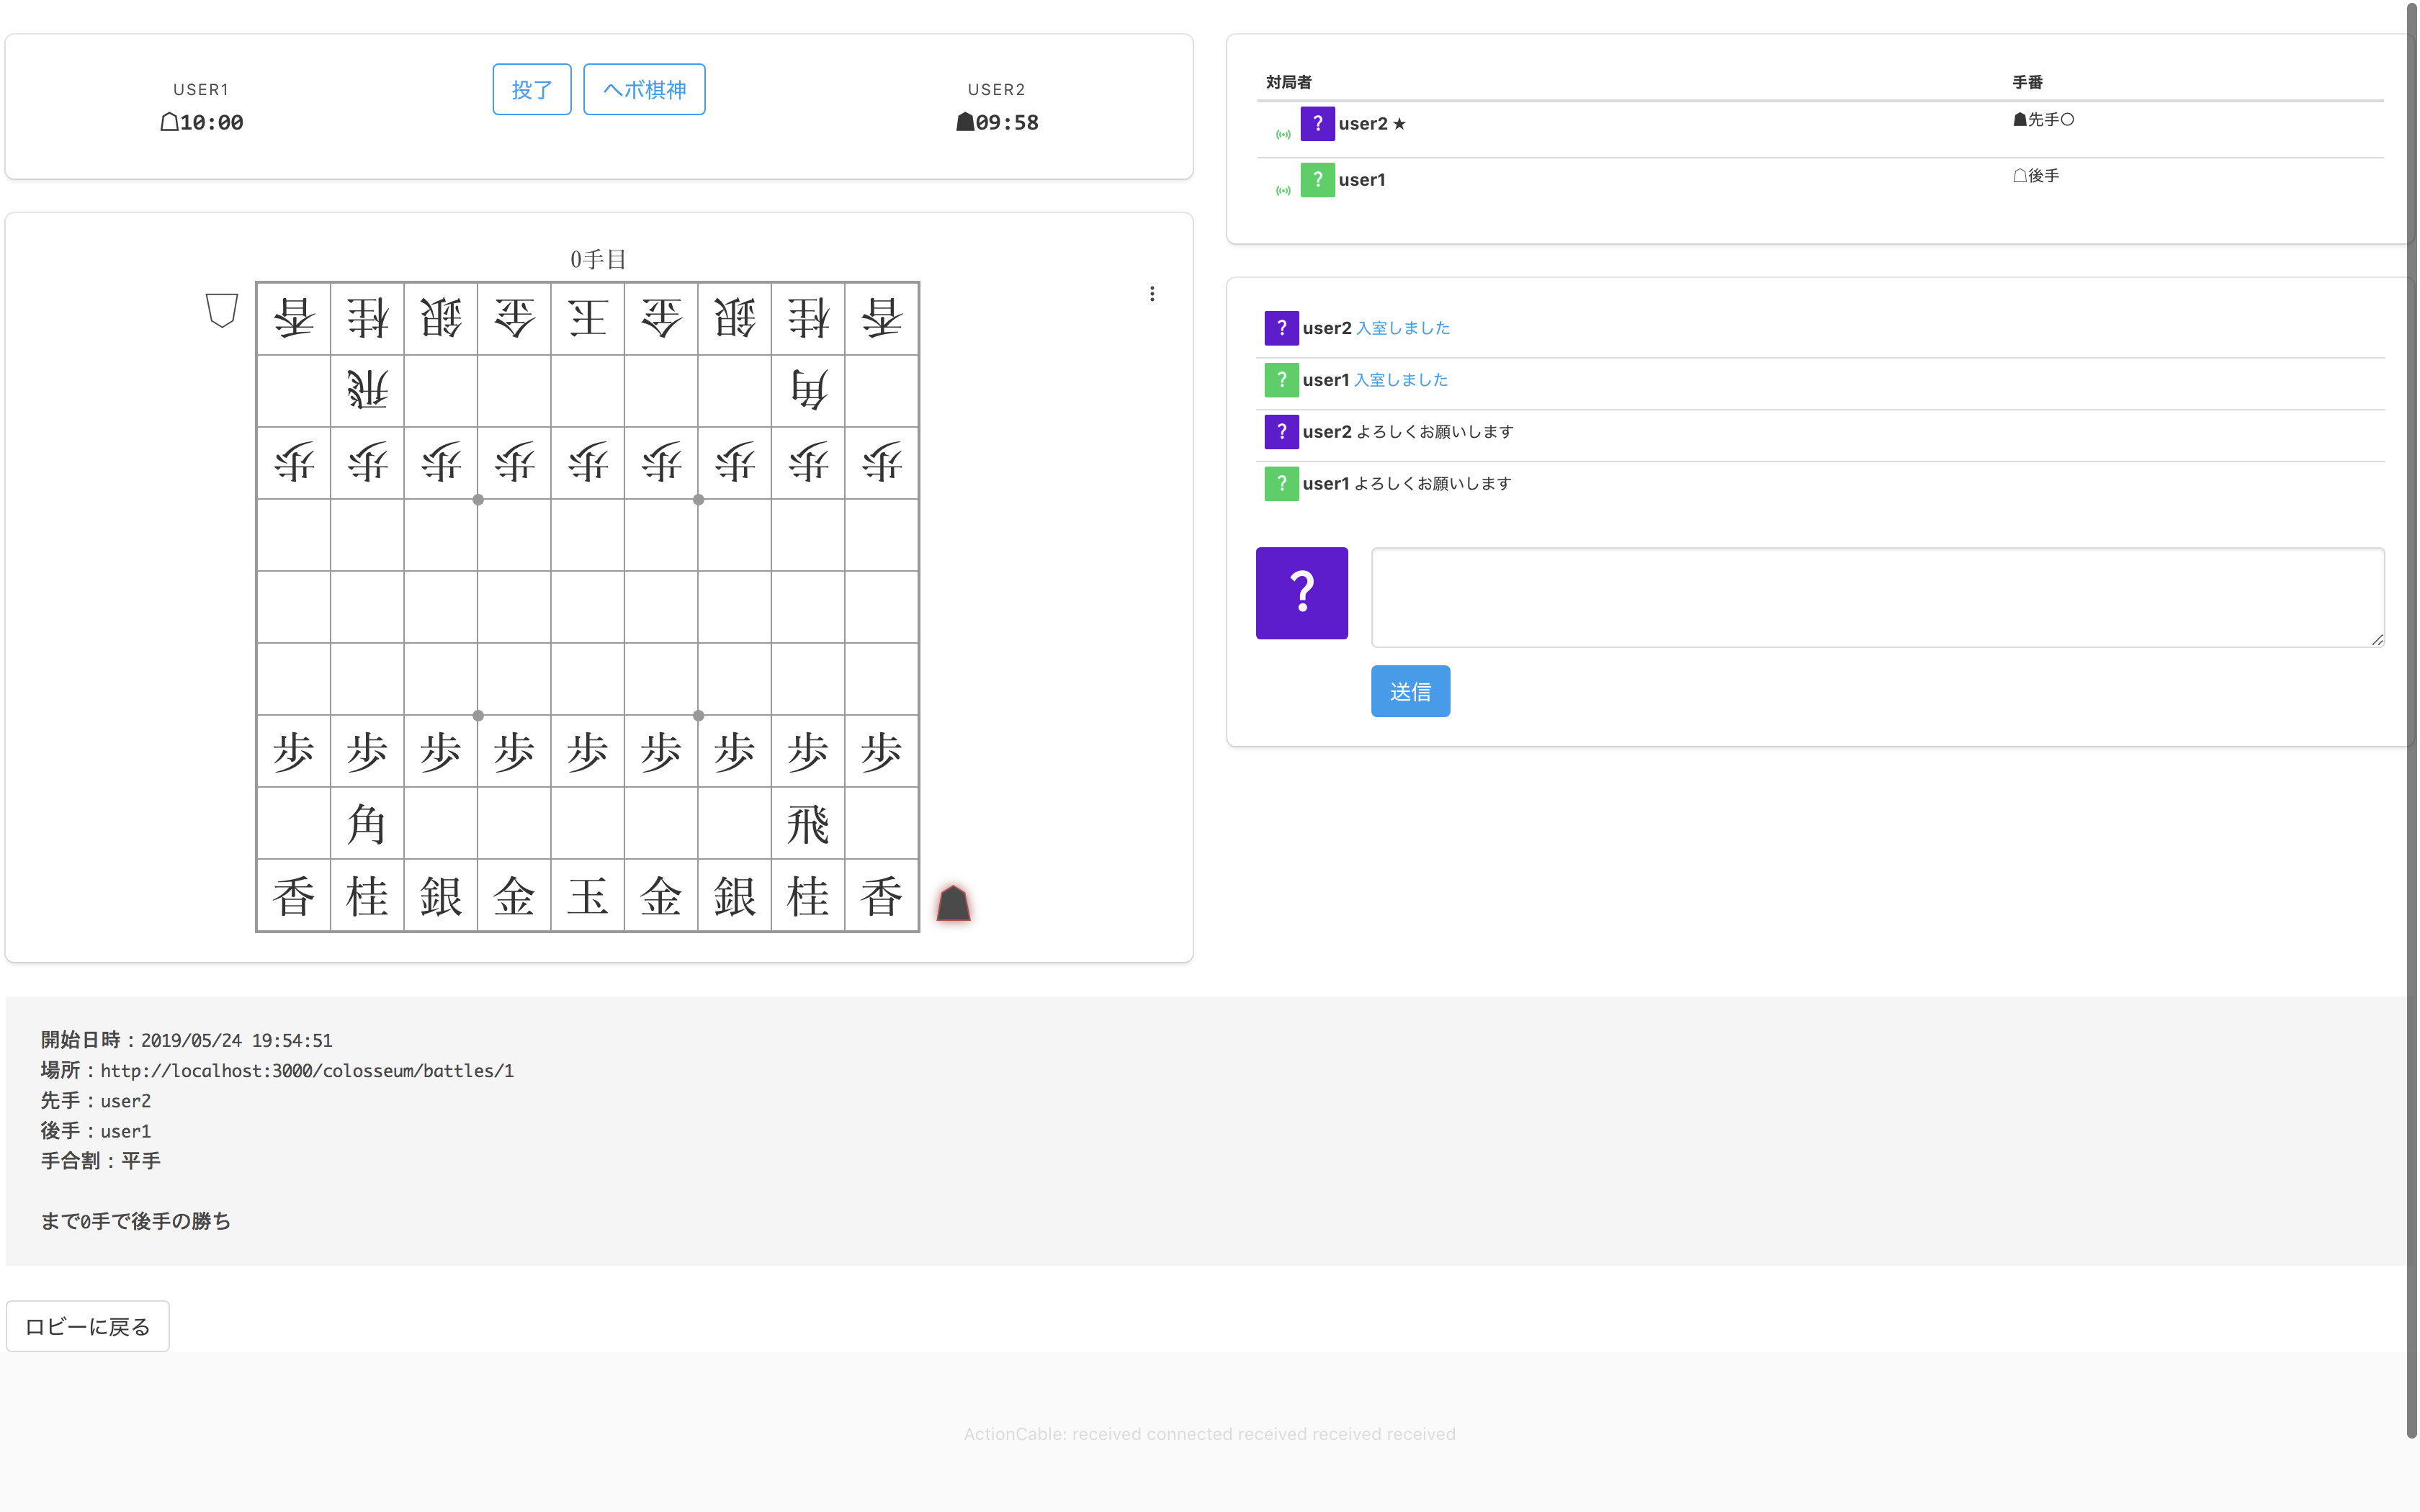 USER1
☖10:00
投了
ヘボ棋神
USER2
☗09:58
0手目
香桂銀金王金銀桂香
飛角
歩歩歩歩歩歩歩歩歩
歩歩歩歩歩歩歩歩歩
角飛
香桂銀金玉金銀桂香
対局者 手番
? user2 ★ ☗先手○
? user1 ☖後手
? user2 入室しました
? user1 入室しました
? user2 よろしくお願いします
? user1 よろしくお願いします
?
送信
開始日時：2019/05/24 19:54:51
場所：http://localhost:3000/colosseum/battles/1
先手：user2
後手：user1
手合割：平手
まで0手で後手の勝ち
ロビーに戻る
ActionCable: received connected received received received